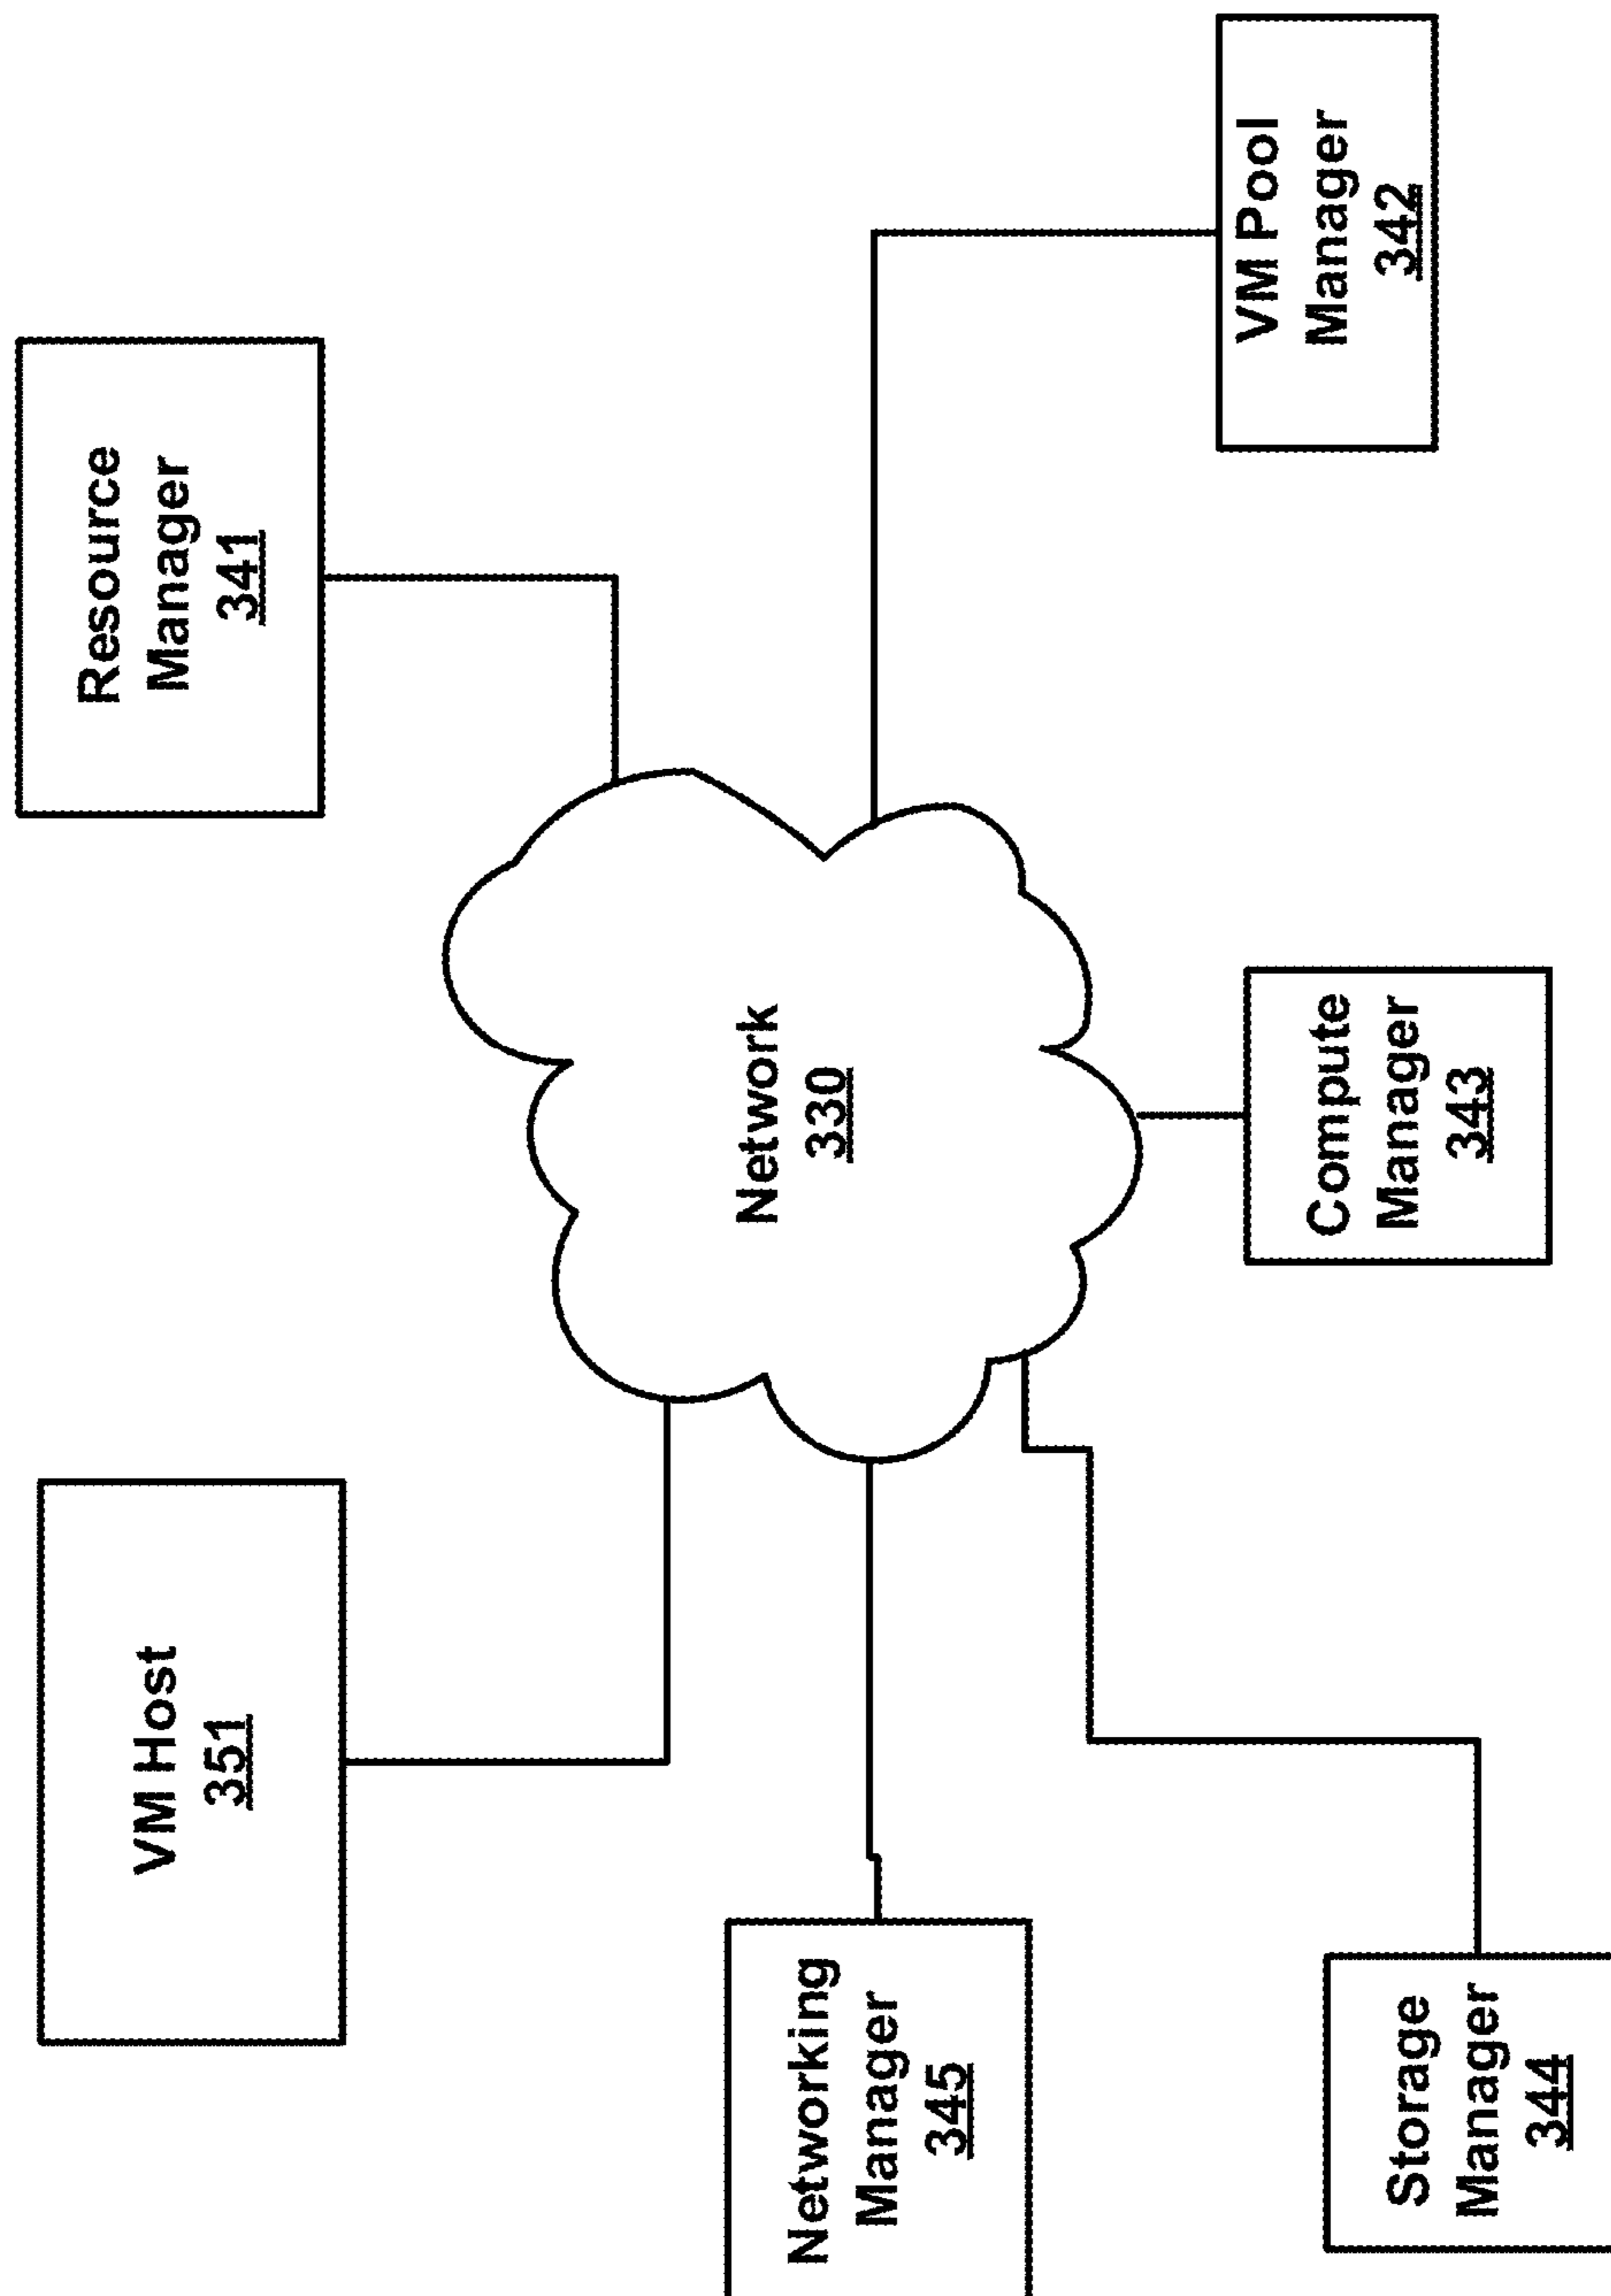 VM Host
351
Resource
Manager
341
Network
330
Networking
Manager
345
Storage
Manager
344
Compute
Manager
343
VM Pool
Manager
342